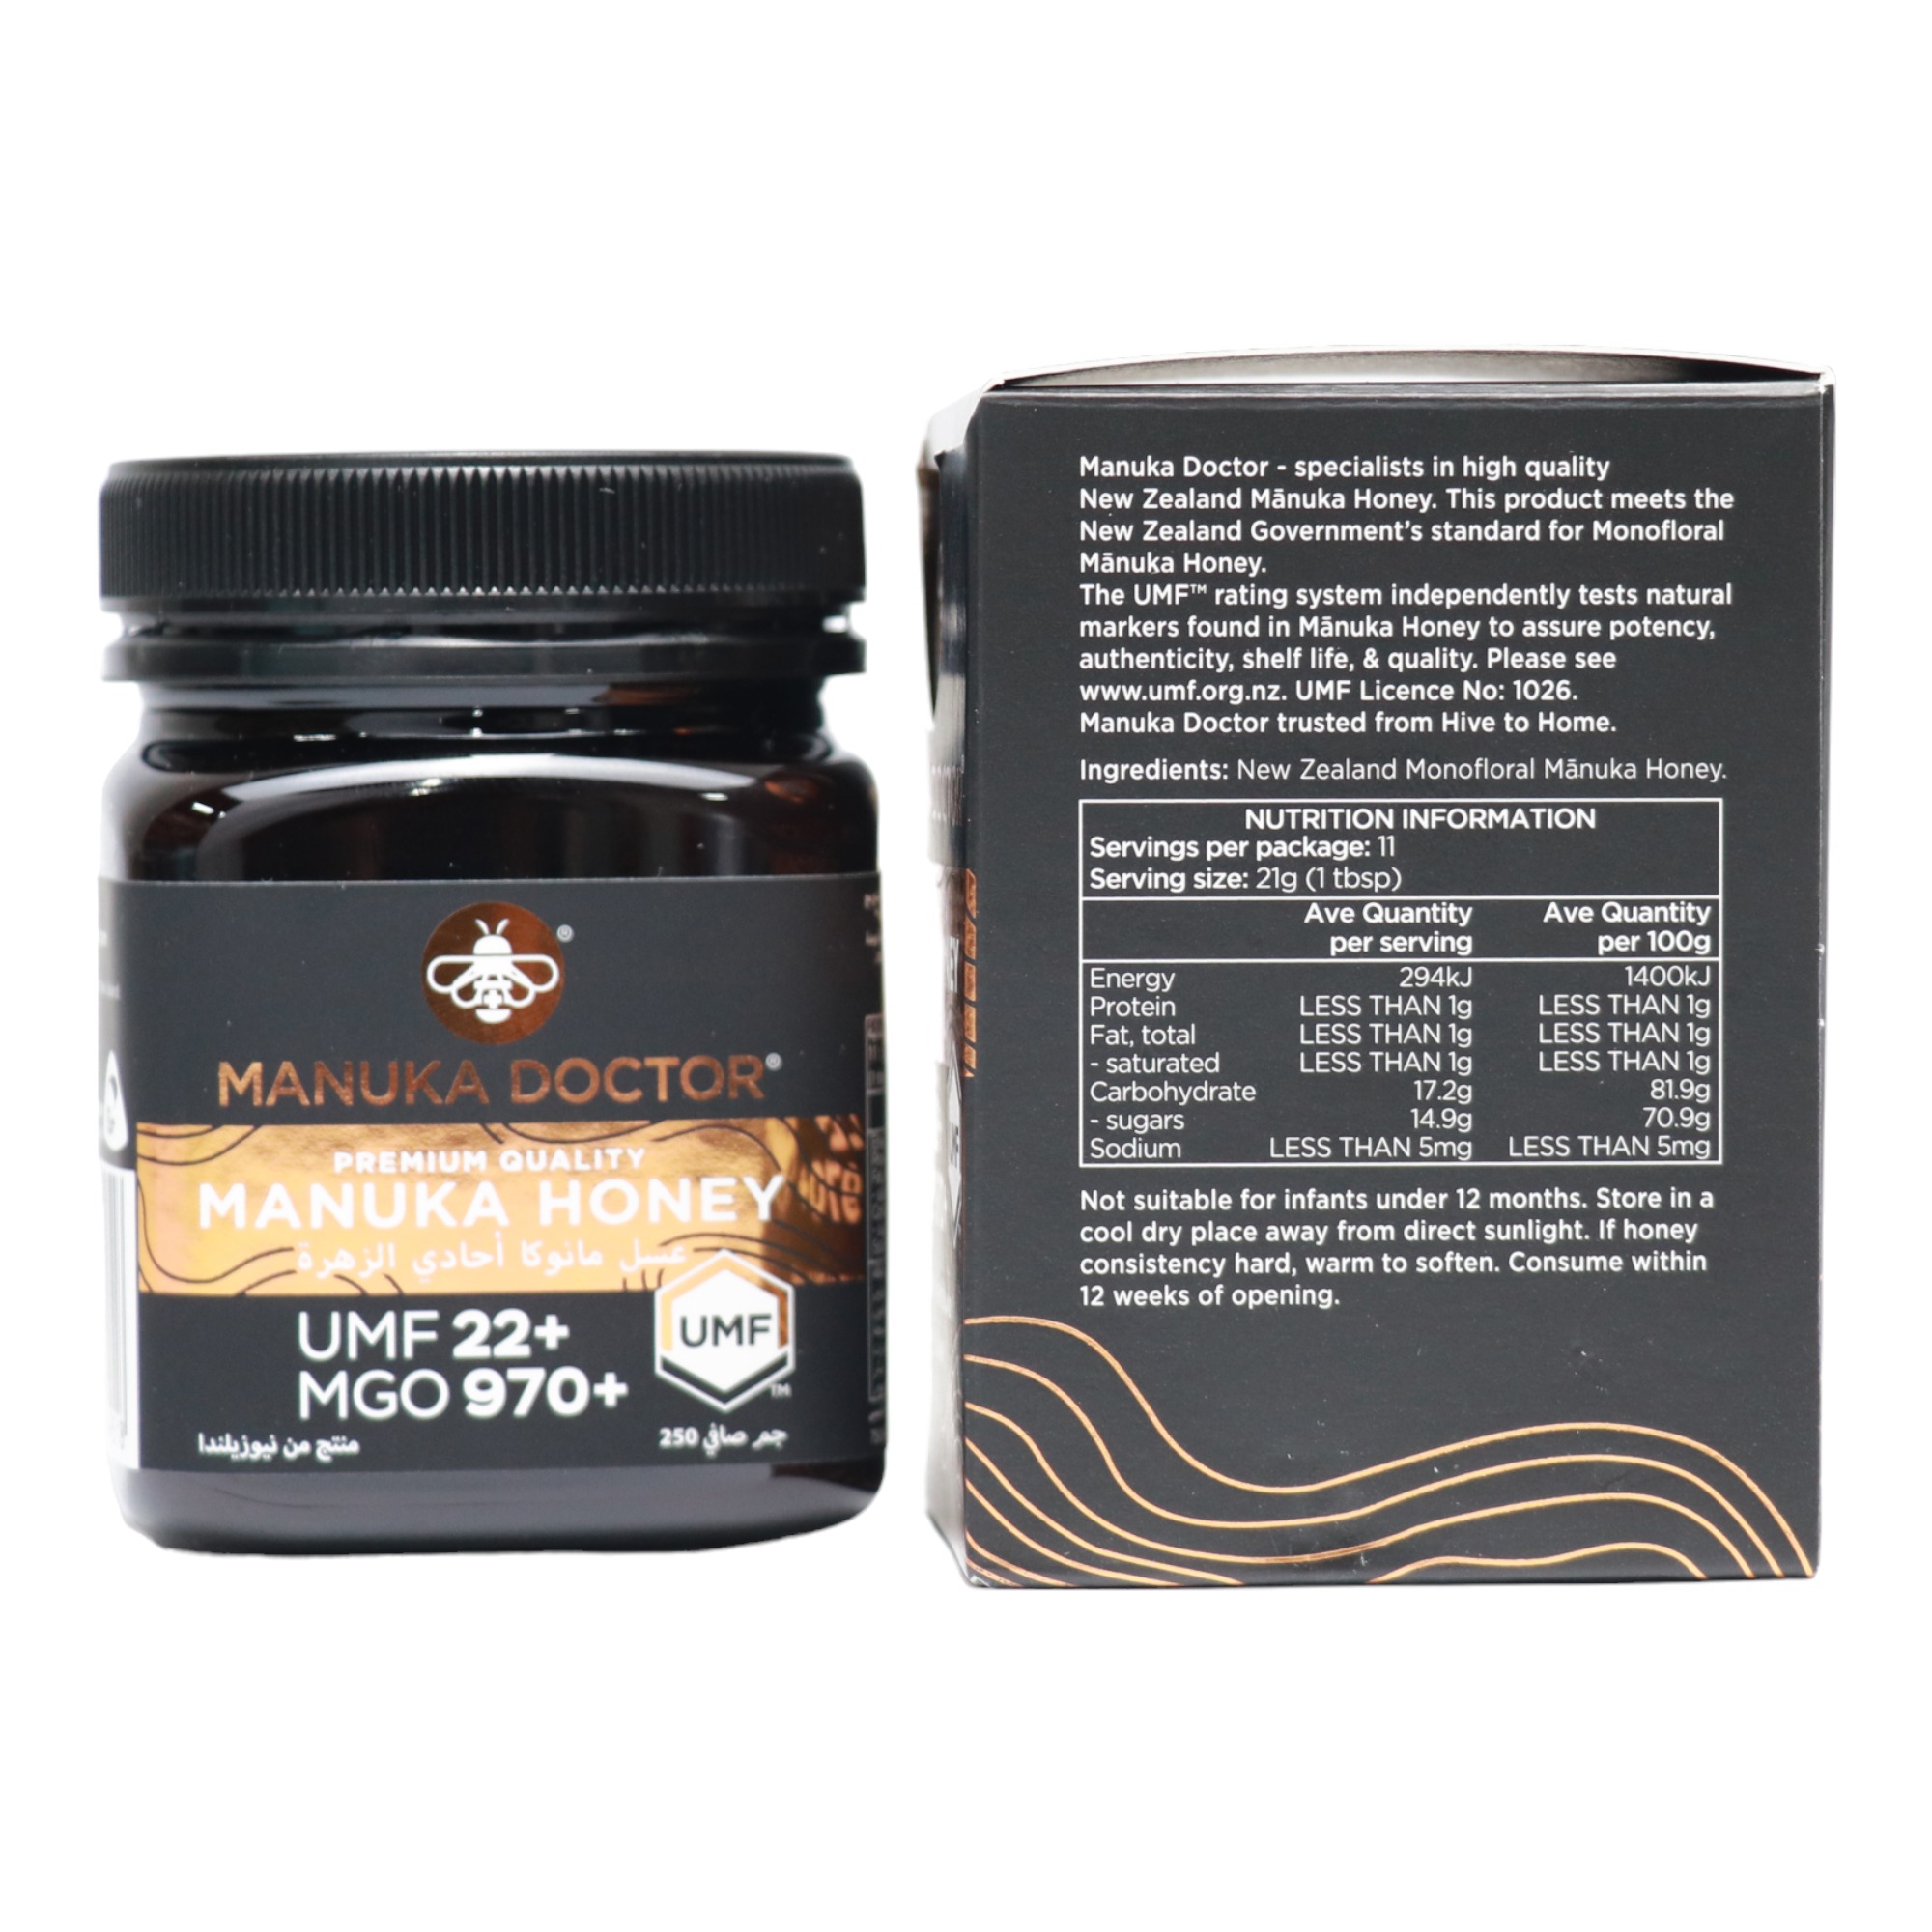 ®
MANUKA DOCTOR®
PREMIUM QUALITY
MANUKA HONEY
عسل مانوكا أحادي الزهرة
UMF 22+
MGO 970+
UMF
TM
منتج من نيوزيلندا
250 جم صافي
Manuka Doctor - specialists in high quality
New Zealand Mānuka Honey. This product meets the
New Zealand Government's standard for Monofloral
Mānuka Honey.
The UMF™ rating system independently tests natural
markers found in Mānuka Honey to assure potency,
authenticity, shelf life, & quality. Please see
www.umf.org.nz. UMF Licence No: 1026.
Manuka Doctor trusted from Hive to Home.
Ingredients: New Zealand Monofloral Mānuka Honey.
NUTRITION INFORMATION
Servings per package: 11
Serving size: 21g (1 tbsp)
Ave Quantity Ave Quantity
per serving per 100g
Energy 294kJ 1400kJ
Protein LESS THAN 1g LESS THAN 1g
Fat, total LESS THAN 1g LESS THAN 1g
- saturated LESS THAN 1g LESS THAN 1g
Carbohydrate 17.2g 81.9g
- sugars 14.9g 70.9g
Sodium LESS THAN 5mg LESS THAN 5mg
Not suitable for infants under 12 months. Store in a
cool dry place away from direct sunlight. If honey
consistency hard, warm to soften. Consume within
12 weeks of opening.